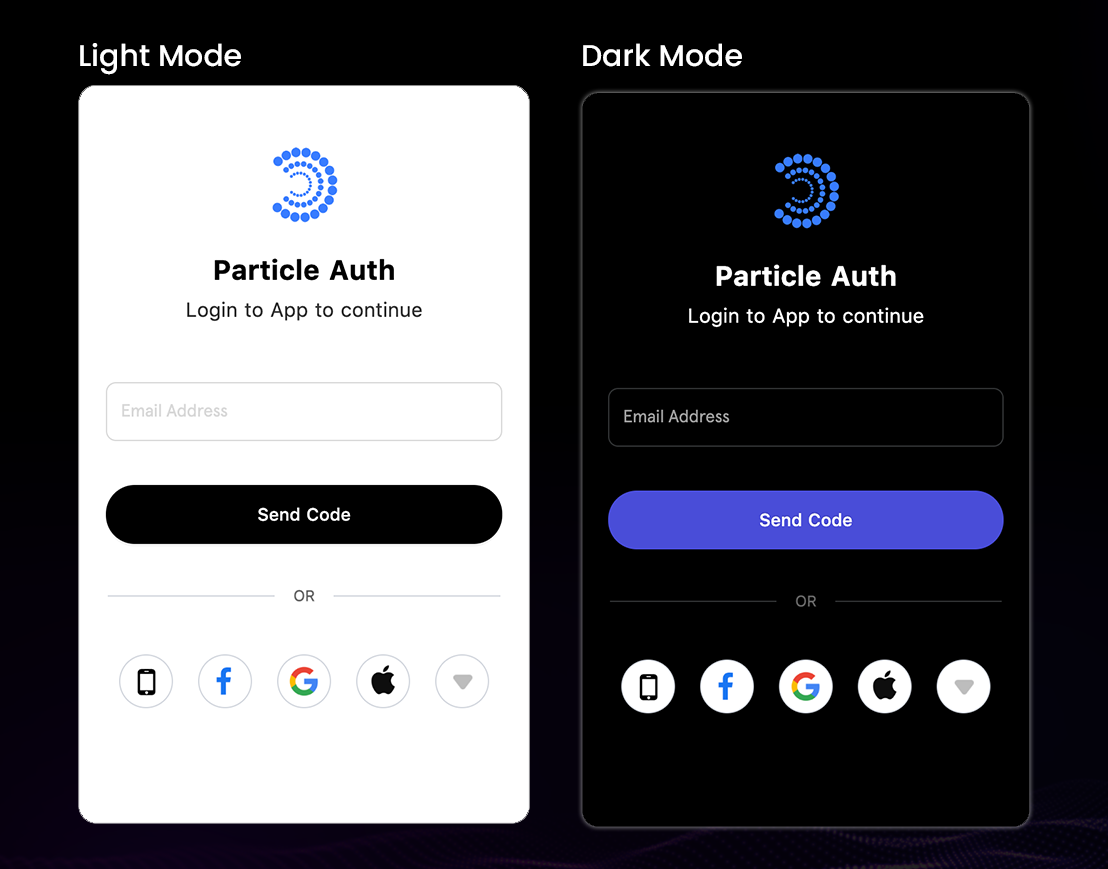 Light Mode
Particle Auth
Login to App to continue
Email Address
Send Code
OR
Dark Mode
Particle Auth
Login to App to continue
Email Address
Send Code
OR